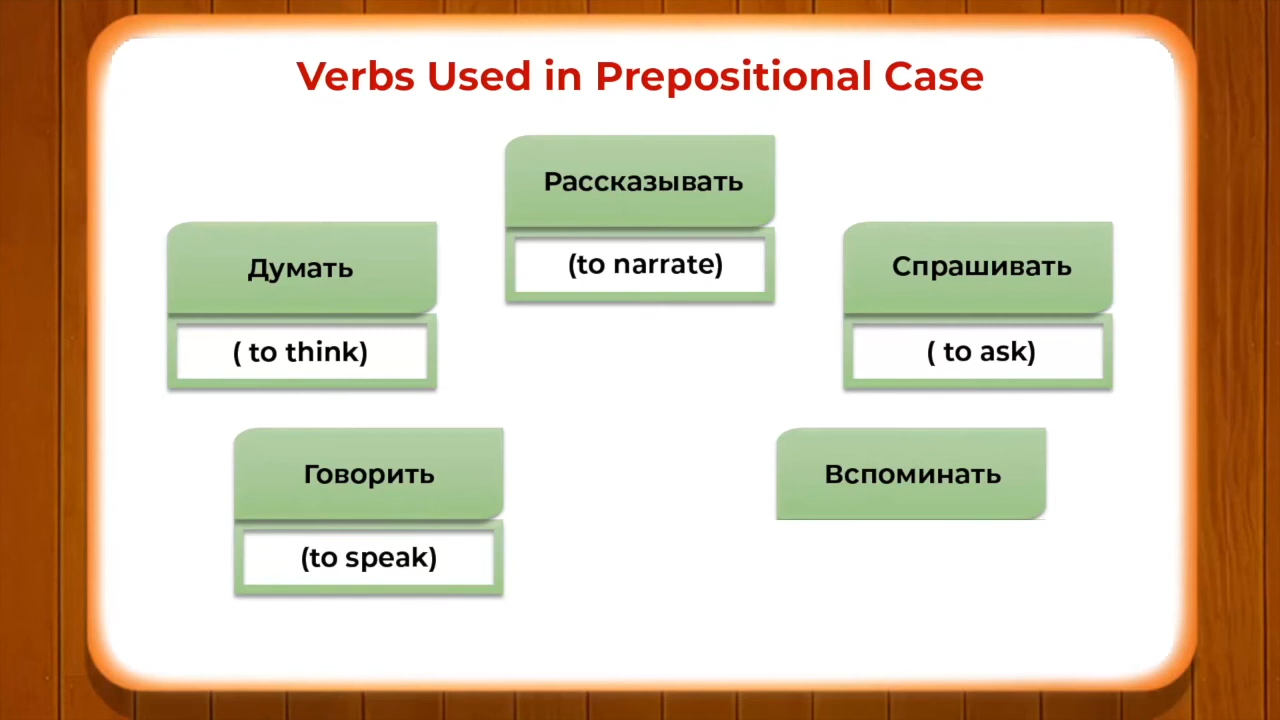 Verbs Used in Prepositional Case
Рассказывать
(to narrate)
Думать
( to think)
Спрашивать
( to ask)
Говорить
(to speak)
Вспоминать